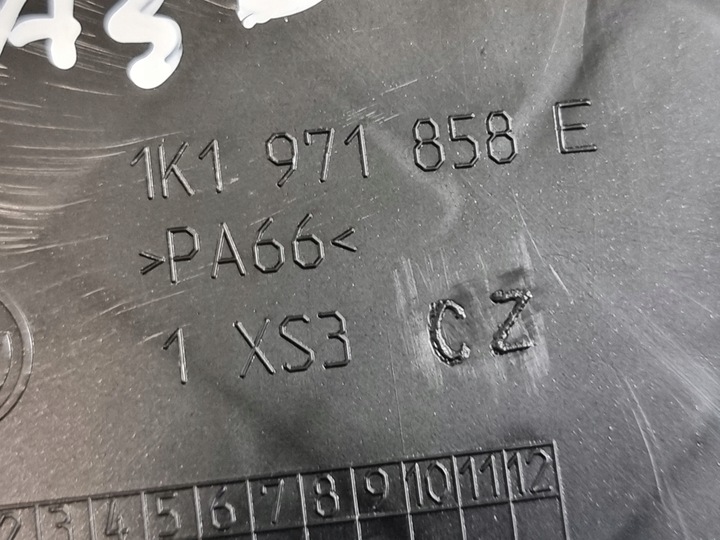 1K1 971 858 E
>PA66<
1 XS3 CZ
2 3 4 5 6 7 8 9 10 11 12